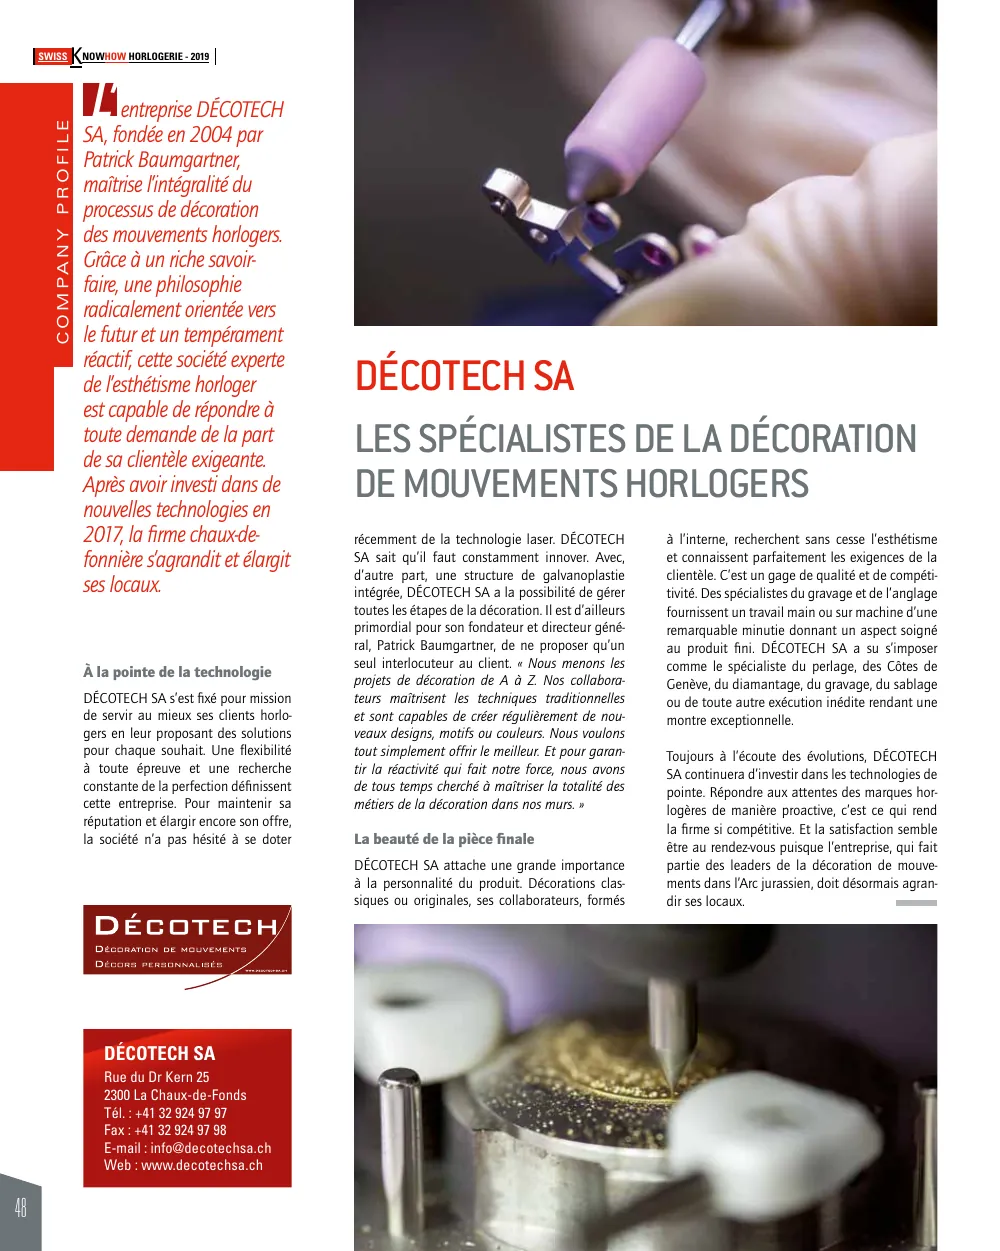 SWISS KNOWHOW HORLOGERIE - 2019
COMPANY PROFILE
L'entreprise DÉCOTECH
SA, fondée en 2004 par
Patrick Baumgartner,
maîtrise l'intégralité du
processus de décoration
des mouvements horlogers.
Grâce à un riche savoir-
faire, une philosophie
radicalement orientée vers
le futur et un tempérament
réactif, cette société experte
de l'esthétisme horloger
est capable de répondre à
toute demande de la part
de sa clientèle exigeante.
Après avoir investi dans de
nouvelles technologies en
2017, la firme chaux-de-
fonnière s'agrandit et élargit
ses locaux.
DÉCOTECH SA
LES SPÉCIALISTES DE LA DÉCORATION
DE MOUVEMENTS HORLOGERS
À la pointe de la technologie
DÉCOTECH SA s'est fixé pour mission
de servir au mieux ses clients horlo-
gers en leur proposant des solutions
pour chaque souhait. Une flexibilité
à toute épreuve et une recherche
constante de la perfection définissent
cette entreprise. Pour maintenir sa
réputation et élargir encore son offre,
la société n'a pas hésité à se doter
récemment de la technologie laser. DÉCOTECH
SA sait qu'il faut constamment innover. Avec,
d'autre part, une structure de galvanoplastie
intégrée, DÉCOTECH SA a la possibilité de gérer
toutes les étapes de la décoration. Il est d'ailleurs
primordial pour son fondateur et directeur géné-
ral, Patrick Baumgartner, de ne proposer qu'un
seul interlocuteur au client. « Nous menons les
projets de décoration de A à Z. Nos collabora-
teurs maîtrisent les techniques traditionnelles
et sont capables de créer régulièrement de nou-
veaux designs, motifs ou couleurs. Nous voulons
tout simplement offrir le meilleur. Et pour garan-
tir la réactivité qui fait notre force, nous avons
de tous temps cherché à maîtriser la totalité des
métiers de la décoration dans nos murs. »
La beauté de la pièce finale
DÉCOTECH SA attache une grande importance
à la personnalité du produit. Décorations clas-
siques ou originales, ses collaborateurs, formés
à l'interne, recherchent sans cesse l'esthétisme
et connaissent parfaitement les exigences de la
clientèle. C'est un gage de qualité et de compéti-
tivité. Des spécialistes du gravage et de l'anglage
fournissent un travail main ou sur machine d'une
remarquable minutie donnant un aspect soigné
au produit fini. DÉCOTECH SA a su s'imposer
comme le spécialiste du perlage, des Côtes de
Genève, du diamantage, du gravage, du sablage
ou de toute autre exécution inédite rendant une
montre exceptionnelle.
Toujours à l'écoute des évolutions, DÉCOTECH
SA continuera d'investir dans les technologies de
pointe. Répondre aux attentes des marques hor-
logères de manière proactive, c'est ce qui rend
la firme si compétitive. Et la satisfaction semble
être au rendez-vous puisque l'entreprise, qui fait
partie des leaders de la décoration de mouve-
ments dans l'Arc jurassien, doit désormais agran-
dir ses locaux.
DÉCOTECH
DÉCORATION DE MOUVEMENTS
DÉCORS PERSONNALISÉS
WWW.DECOTECHSA.CH
DÉCOTECH SA
Rue du Dr Kern 25
2300 La Chaux-de-Fonds
Tél. : +41 32 924 97 97
Fax : +41 32 924 97 98
E-mail : info@decotechsa.ch
Web : www.decotechsa.ch
48